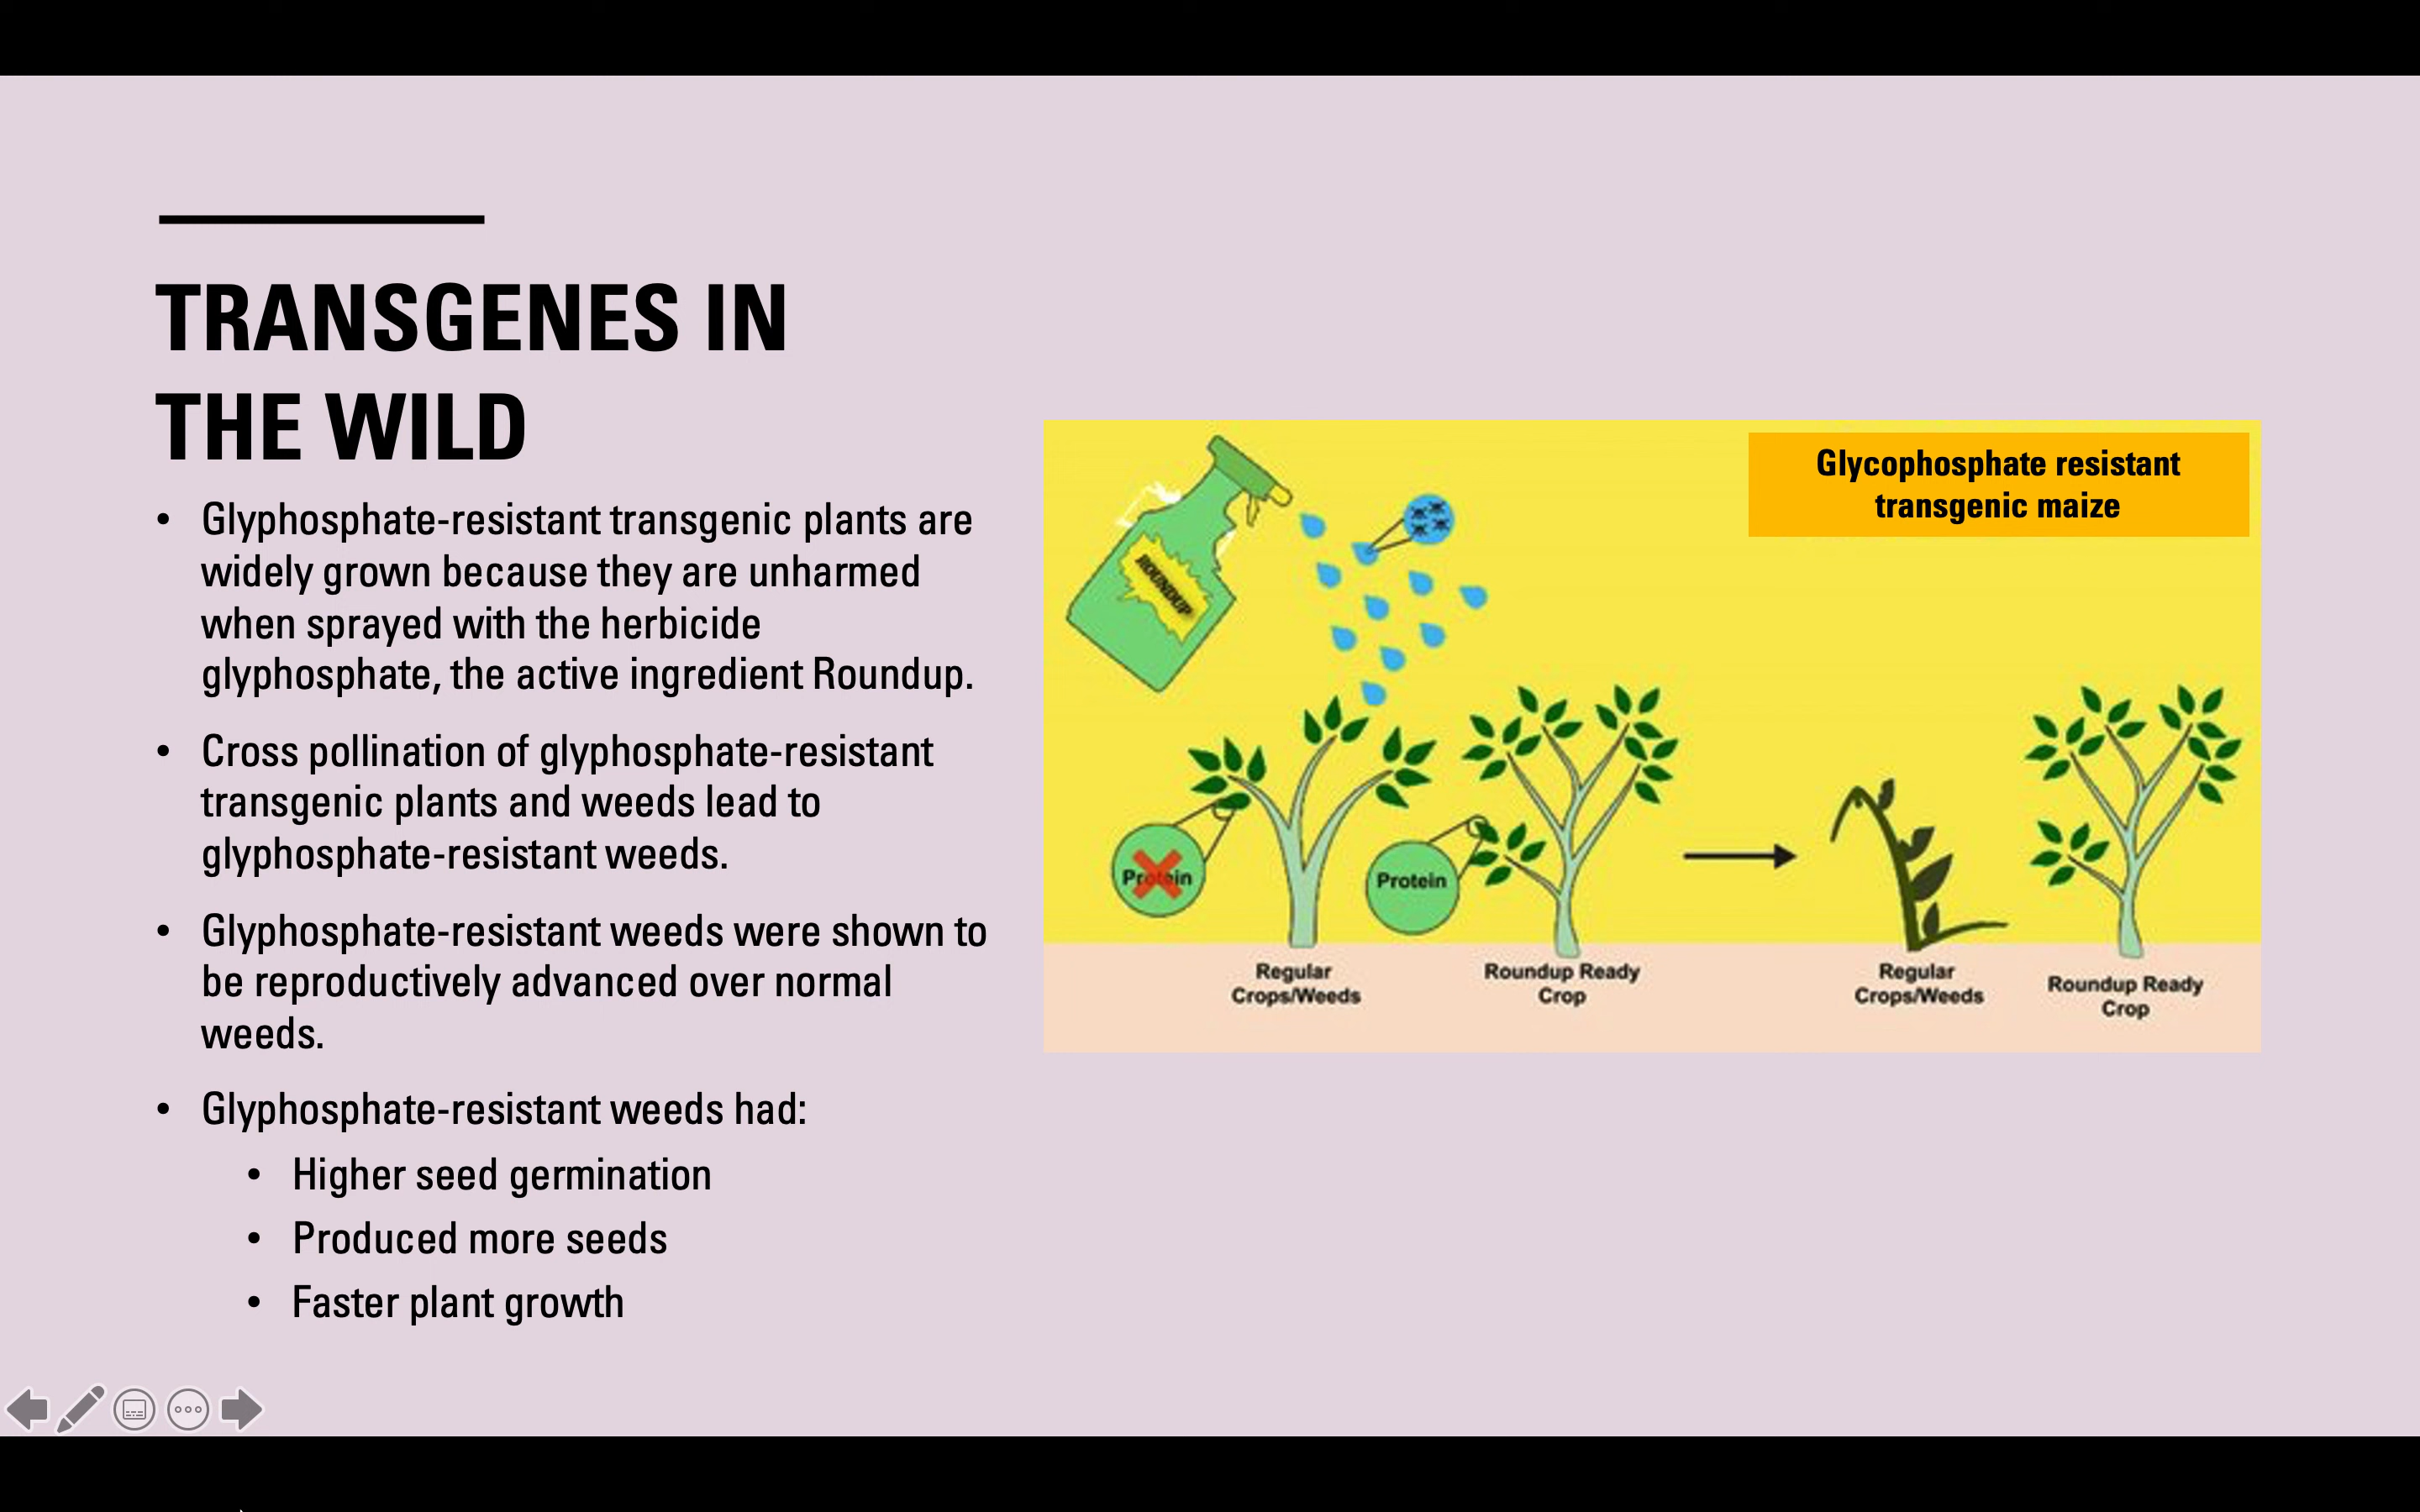 TRANSGENES IN
THE WILD
• Glyphosphate-resistant transgenic plants are
widely grown because they are unharmed
when sprayed with the herbicide
glyphosphate, the active ingredient Roundup.
• Cross pollination of glyphosphate-resistant
transgenic plants and weeds lead to
glyphosphate-resistant weeds.
• Glyphosphate-resistant weeds were shown to
be reproductively advanced over normal
weeds.
• Glyphosphate-resistant weeds had:
• Higher seed germination
• Produced more seeds
• Faster plant growth
Glycophosphate resistant
transgenic maize
ROUNDUP
Protein
Protein
Regular
Crops/Weeds
Roundup Ready
Crop
Regular
Crops/Weeds
Roundup Ready
Crop